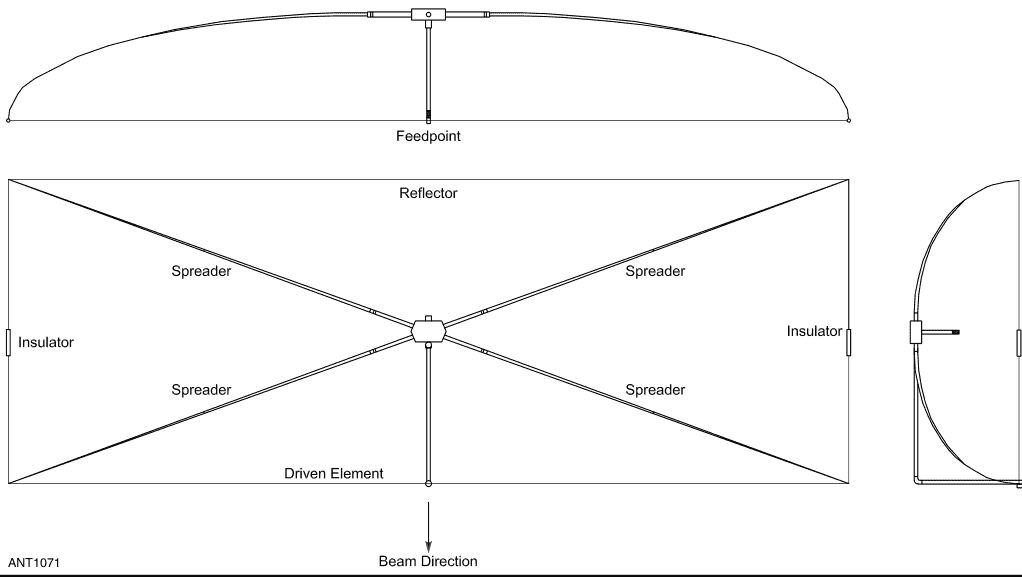 Feedpoint
Reflector
Spreader
Spreader
Insulator
Insulator
Spreader
Spreader
Driven Element
Beam Direction
ANT1071